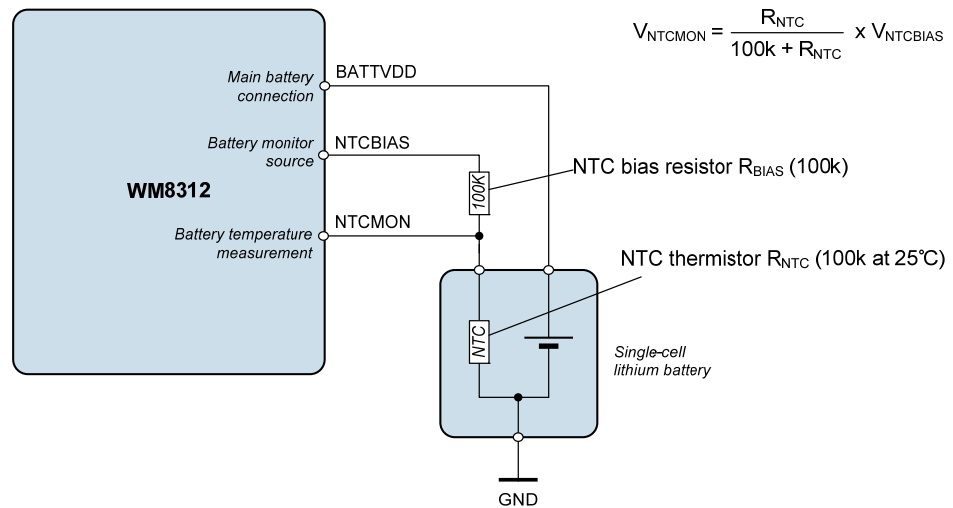 V_NTCMON = R_NTC / (100k + R_NTC) x V_NTCBIAS
Main battery
connection
BATTVDD
Battery monitor
source
NTCBIAS
WM8312
100K
NTC bias resistor R_BIAS (100k)
Battery temperature
measurement
NTCMON
NTC thermistor R_NTC (100k at 25℃)
NTC
Single-cell
lithium battery
GND